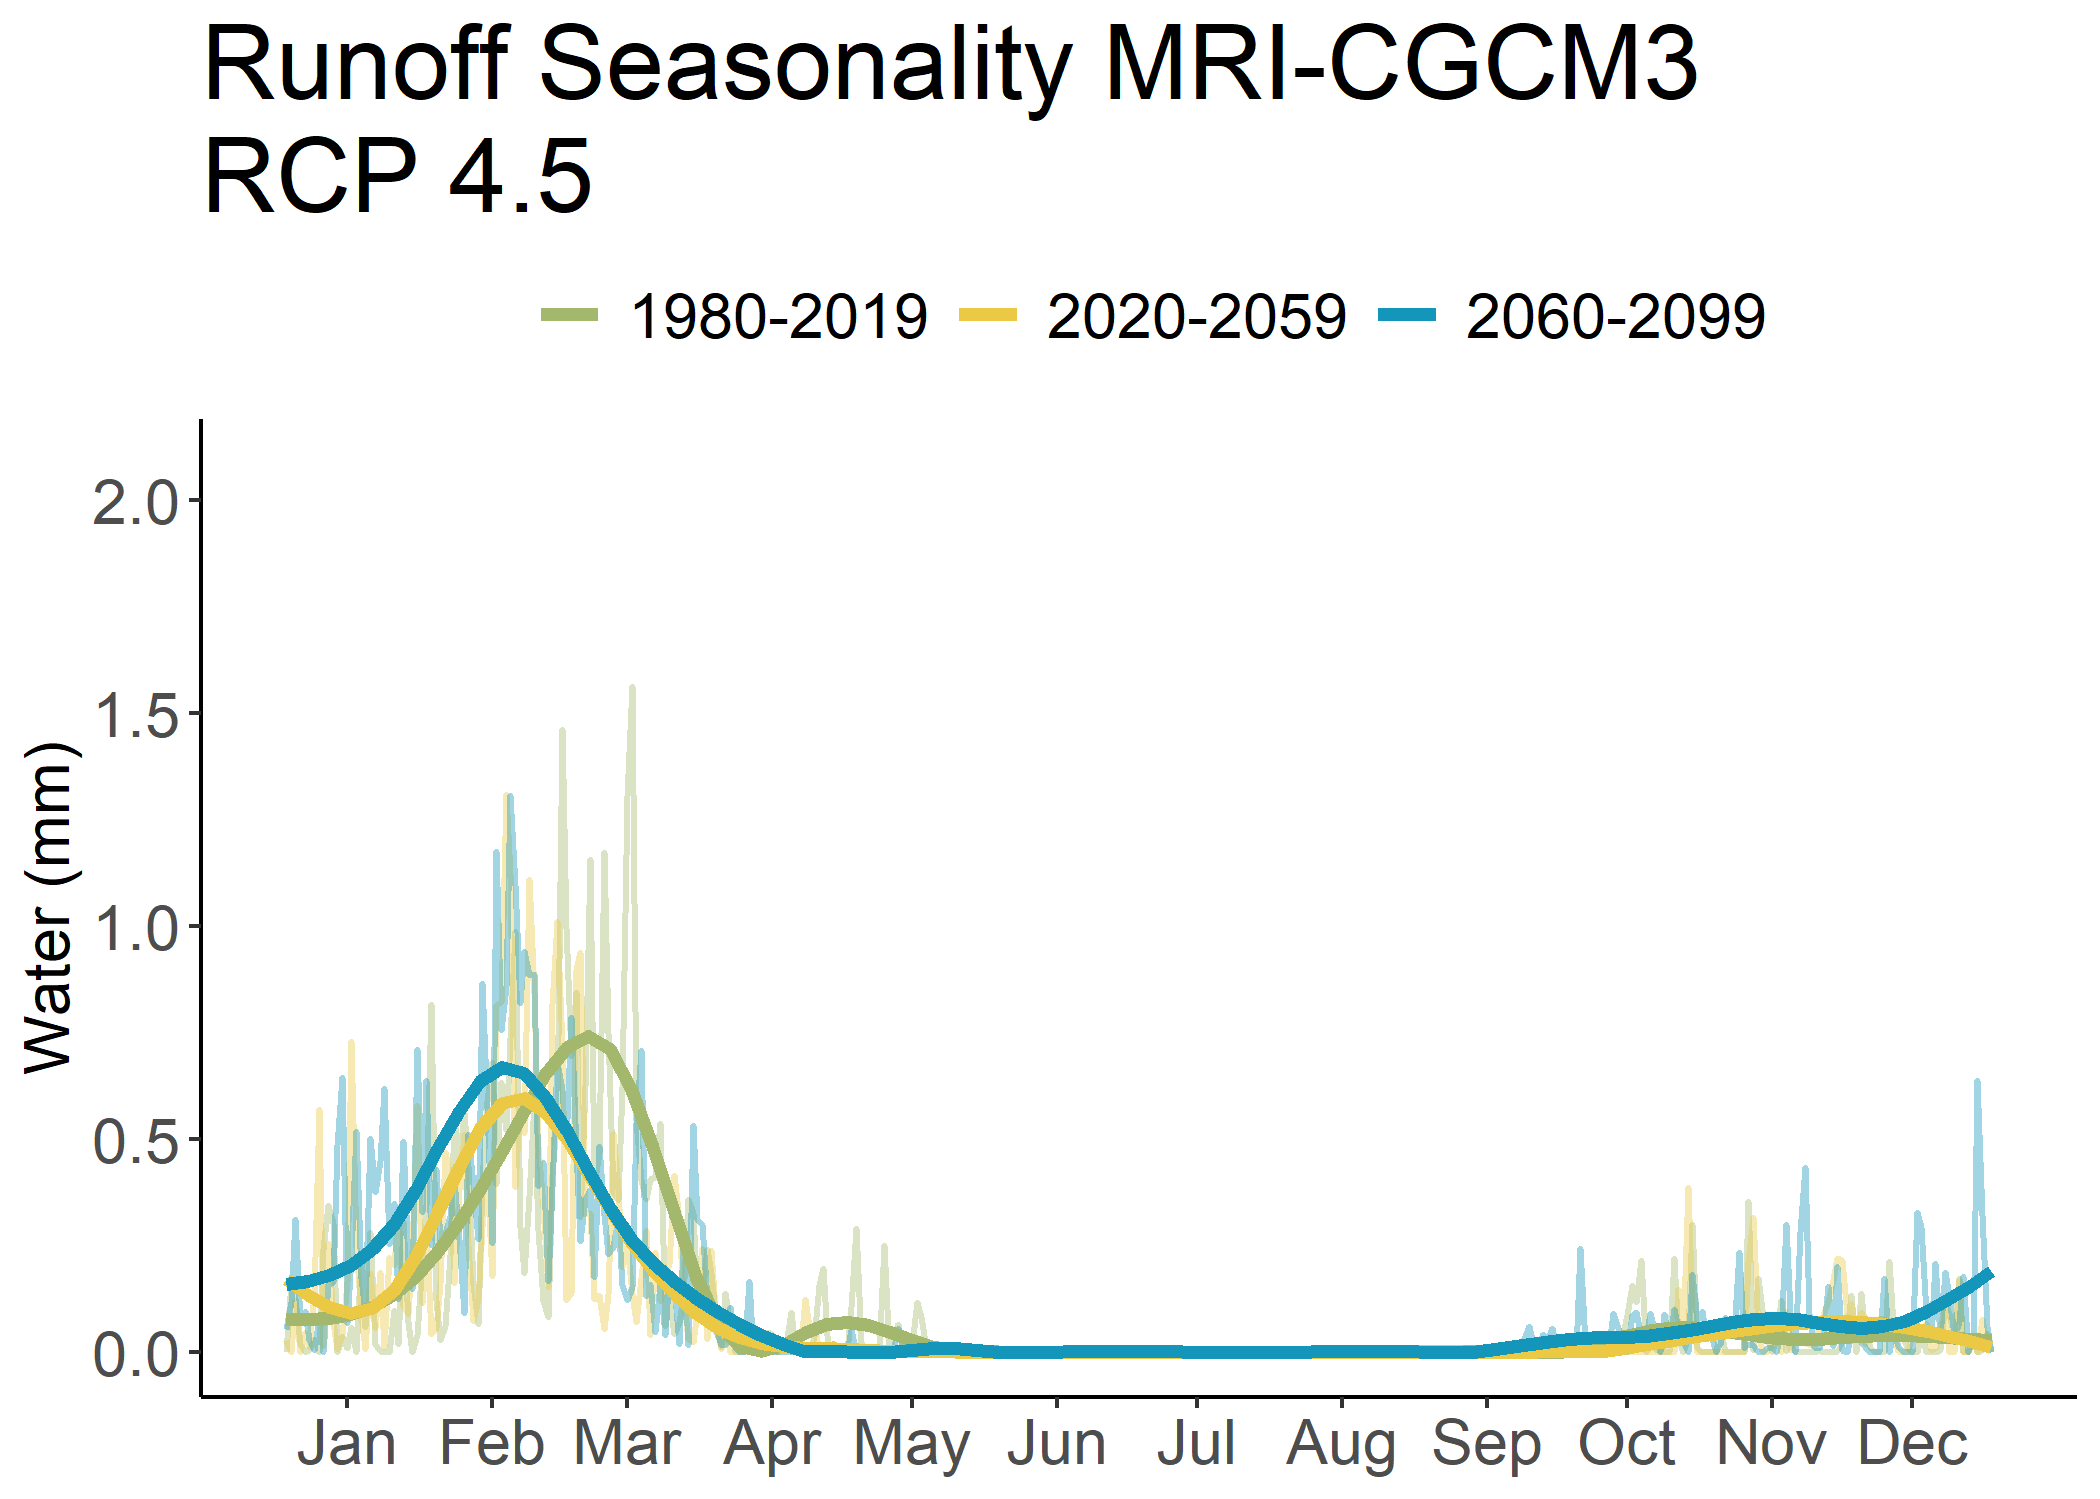 Runoff Seasonality MRI-CGCM3
RCP 4.5
1980-2019 2020-2059 2060-2099
Water (mm)
2.0
1.5
1.0
0.5
0.0
Jan Feb Mar Apr May Jun Jul Aug Sep Oct Nov Dec